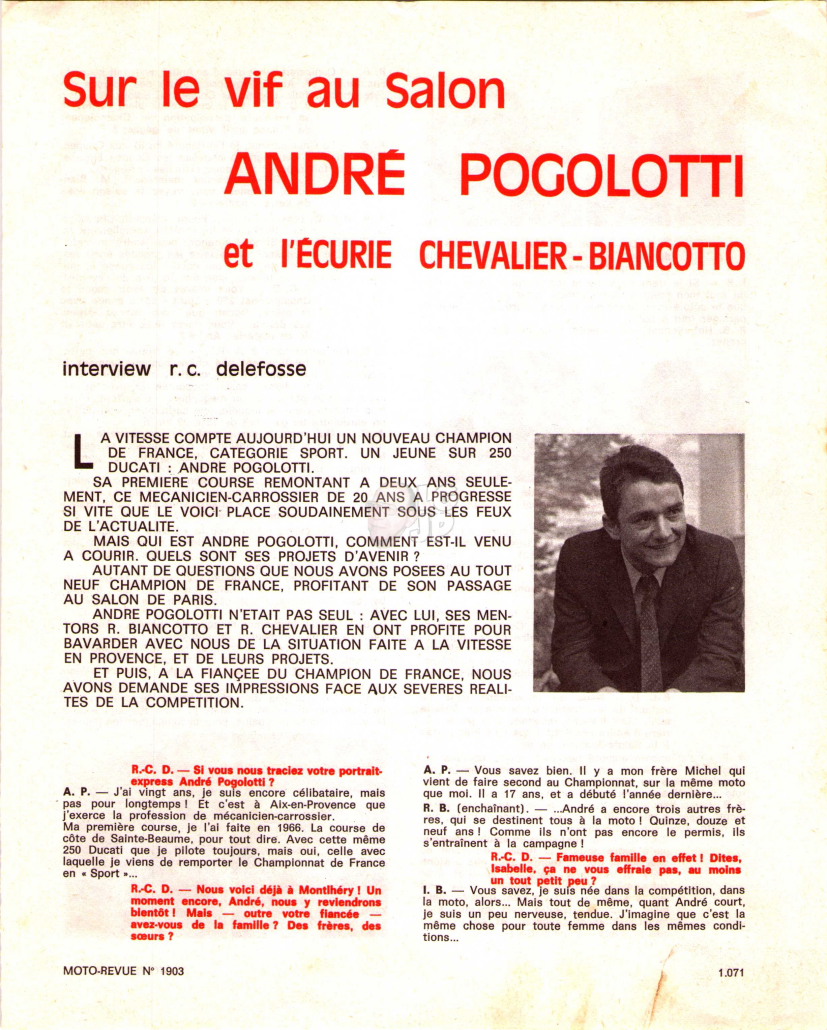 Sur le vif au Salon
ANDRÉ POGOLOTTI
et l'ÉCURIE CHEVALIER-BIANCOTTO
interview r. c. delefosse
LA VITESSE COMPTE AUJOURD'HUI UN NOUVEAU CHAMPION
DE FRANCE, CATEGORIE SPORT. UN JEUNE SUR 250
DUCATI : ANDRE POGOLOTTI.
SA PREMIERE COURSE REMONTANT A DEUX ANS SEULE-
MENT, CE MECANICIEN-CARROSSIER DE 20 ANS A PROGRESSE
SI VITE QUE LE VOICI PLACE SOUDAINEMENT SOUS LES FEUX
DE L'ACTUALITE.
MAIS QUI EST ANDRE POGOLOTTI, COMMENT EST-IL VENU
A COURIR. QUELS SONT SES PROJETS D'AVENIR ?
AUTANT DE QUESTIONS QUE NOUS AVONS POSEES AU TOUT
NEUF CHAMPION DE FRANCE, PROFITANT DE SON PASSAGE
AU SALON DE PARIS.
ANDRE POGOLOTTI N'ETAIT PAS SEUL : AVEC LUI, SES MEN-
TORS R. BIANCOTTO ET R. CHEVALIER EN ONT PROFITE POUR
BAVARDER AVEC NOUS DE LA SITUATION FAITE A LA VITESSE
EN PROVENCE, ET DE LEURS PROJETS.
ET PUIS, A LA FIANÇEE DU CHAMPION DE FRANCE, NOUS
AVONS DEMANDE SES IMPRESSIONS FACE AUX SEVERES REALI-
TES DE LA COMPETITION.
R.-C. D. — Si vous nous traciez votre portrait-
express André Pogolotti ?
A. P. — J'ai vingt ans, je suis encore célibataire, mais
pas pour longtemps ! Et c'est à Aix-en-Provence que
j'exerce la profession de mécanicien-carrossier.
Ma première course, je l'ai faite en 1966. La course de
côte de Sainte-Beaume, pour tout dire. Avec cette même
250 Ducati que je pilote toujours, mais oui, celle avec
laquelle je viens de remporter le Championnat de France
en « Sport »...
R.-C. D. — Nous voici déjà à Montlhéry ! Un
moment encore, André, nous y reviendrons
bientôt ! Mais — outre votre fiancée —
avez-vous de la famille ? Des frères, des
sœurs ?
A. P. — Vous savez bien. Il y a mon frère Michel qui
vient de faire second au Championnat, sur la même moto
que moi. Il a 17 ans, et a débuté l'année dernière...
R. B. (enchaînant). — ...André a encore trois autres frè-
res, qui se destinent tous à la moto ! Quinze, douze et
neuf ans ! Comme ils n'ont pas encore le permis, ils
s'entraînent à la campagne !
R.-C. D. — Fameuse famille en effet ! Dites,
Isabelle, ça ne vous effraie pas, au moins
un tout petit peu ?
I. B. — Vous savez, je suis née dans la compétition, dans
la moto, alors... Mais tout de même, quant André court,
je suis un peu nerveuse, tendue. J'imagine que c'est la
même chose pour toute femme dans les mêmes condi-
tions...
MOTO-REVUE N° 1903
1.071